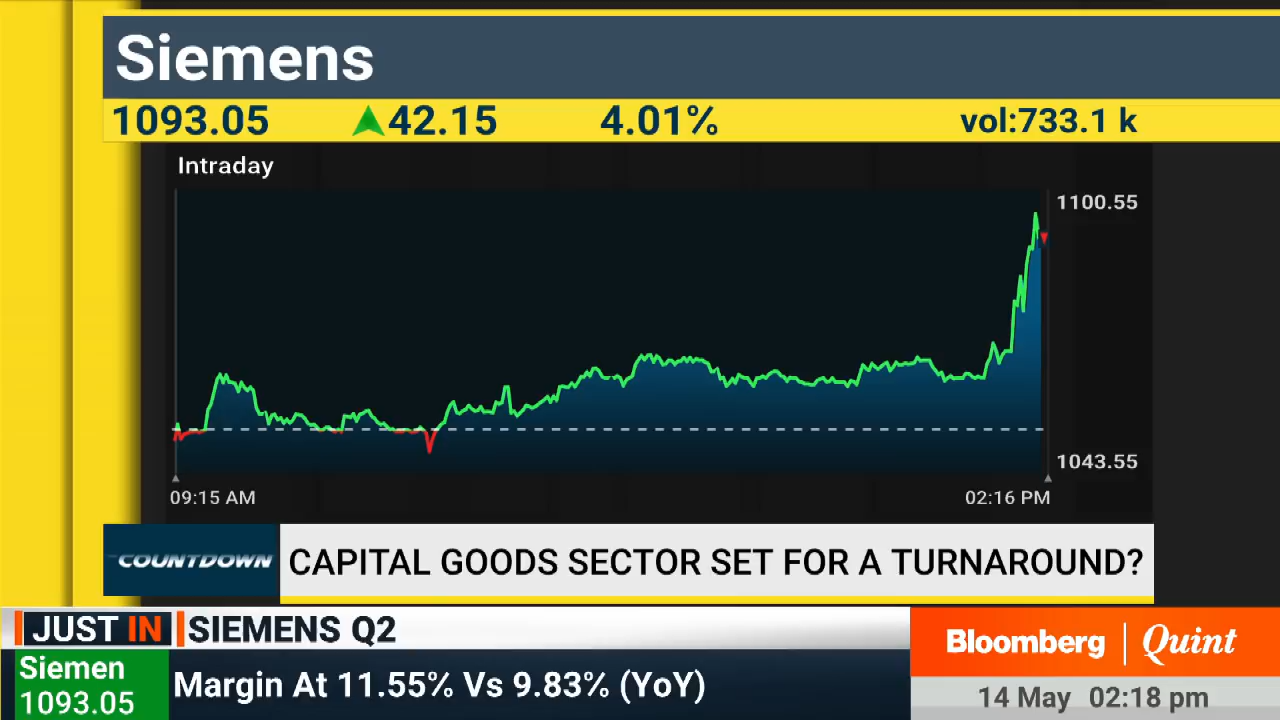 Siemens
1093.05 42.15 4.01% vol:733.1 k
Intraday
1100.55
1043.55
09:15 AM 02:16 PM
COUNTDOWN CAPITAL GOODS SECTOR SET FOR A TURNAROUND?
JUST IN SIEMENS Q2
Bloomberg | Quint
Siemen
1093.05
Margin At 11.55% Vs 9.83% (YoY)
14 May 02:18 pm